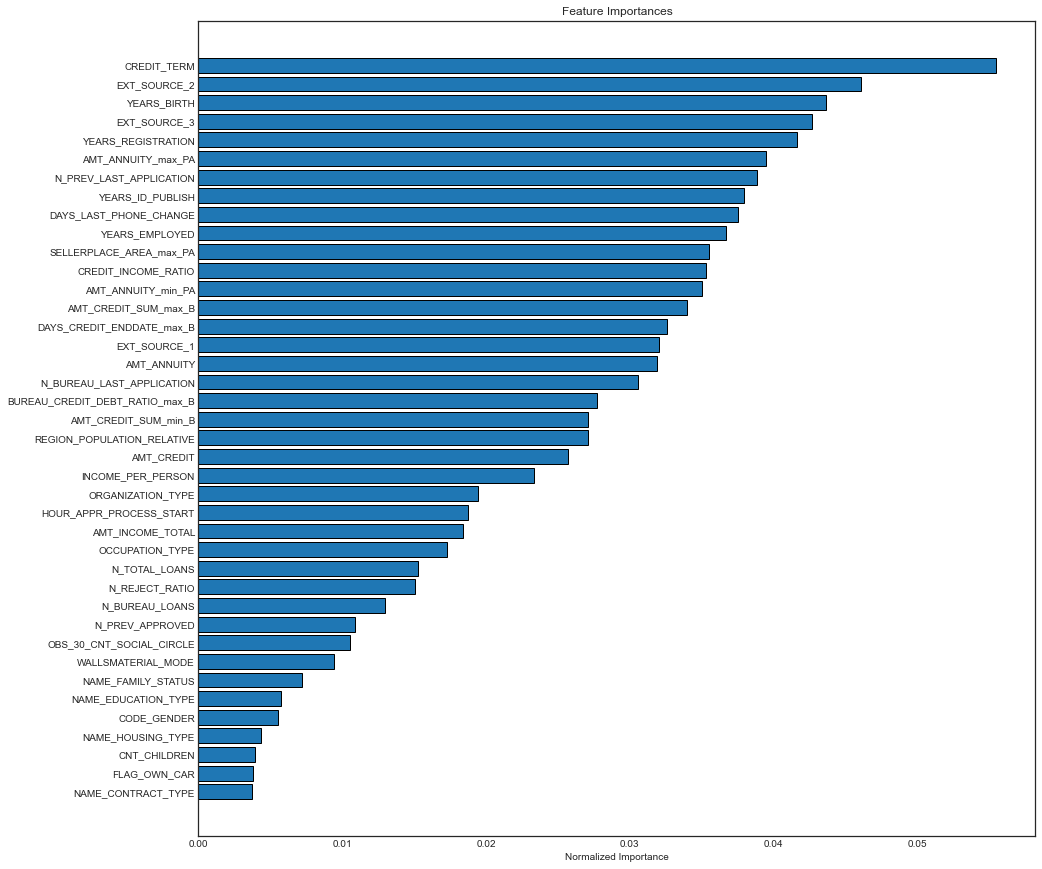 Feature Importances
CREDIT_TERM
EXT_SOURCE_2
YEARS_BIRTH
EXT_SOURCE_3
YEARS_REGISTRATION
AMT_ANNUITY_max_PA
N_PREV_LAST_APPLICATION
YEARS_ID_PUBLISH
DAYS_LAST_PHONE_CHANGE
YEARS_EMPLOYED
SELLERPLACE_AREA_max_PA
CREDIT_INCOME_RATIO
AMT_ANNUITY_min_PA
AMT_CREDIT_SUM_max_B
DAYS_CREDIT_ENDDATE_max_B
EXT_SOURCE_1
AMT_ANNUITY
N_BUREAU_LAST_APPLICATION
BUREAU_CREDIT_DEBT_RATIO_max_B
AMT_CREDIT_SUM_min_B
REGION_POPULATION_RELATIVE
AMT_CREDIT
INCOME_PER_PERSON
ORGANIZATION_TYPE
HOUR_APPR_PROCESS_START
AMT_INCOME_TOTAL
OCCUPATION_TYPE
N_TOTAL_LOANS
N_REJECT_RATIO
N_BUREAU_LOANS
N_PREV_APPROVED
OBS_30_CNT_SOCIAL_CIRCLE
WALLSMATERIAL_MODE
NAME_FAMILY_STATUS
NAME_EDUCATION_TYPE
CODE_GENDER
NAME_HOUSING_TYPE
CNT_CHILDREN
FLAG_OWN_CAR
NAME_CONTRACT_TYPE
0.00 0.01 0.02 0.03 0.04 0.05
Normalized Importance